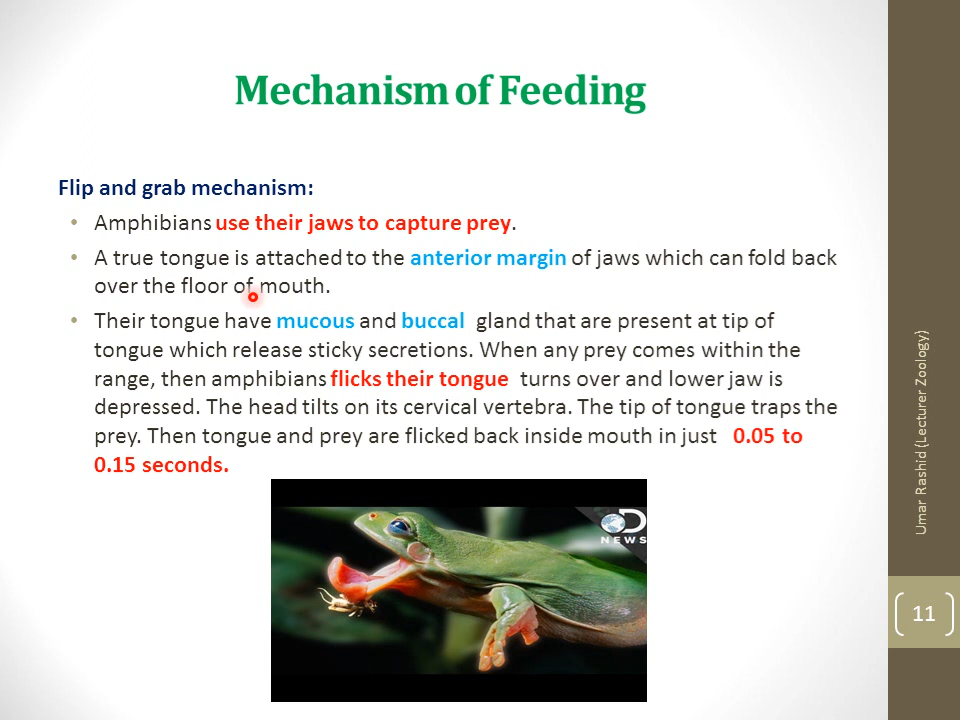 Mechanism of Feeding
Flip and grab mechanism:
• Amphibians use their jaws to capture prey.
• A true tongue is attached to the anterior margin of jaws which can fold back
over the floor of mouth.
• Their tongue have mucous and buccal gland that are present at tip of
tongue which release sticky secretions. When any prey comes within the
range, then amphibians flicks their tongue turns over and lower jaw is
depressed. The head tilts on its cervical vertebra. The tip of tongue traps the
prey. Then tongue and prey are flicked back inside mouth in just 0.05 to
0.15 seconds.
D
NEWS
Umar Rashid (Lecturer Zoology)
11